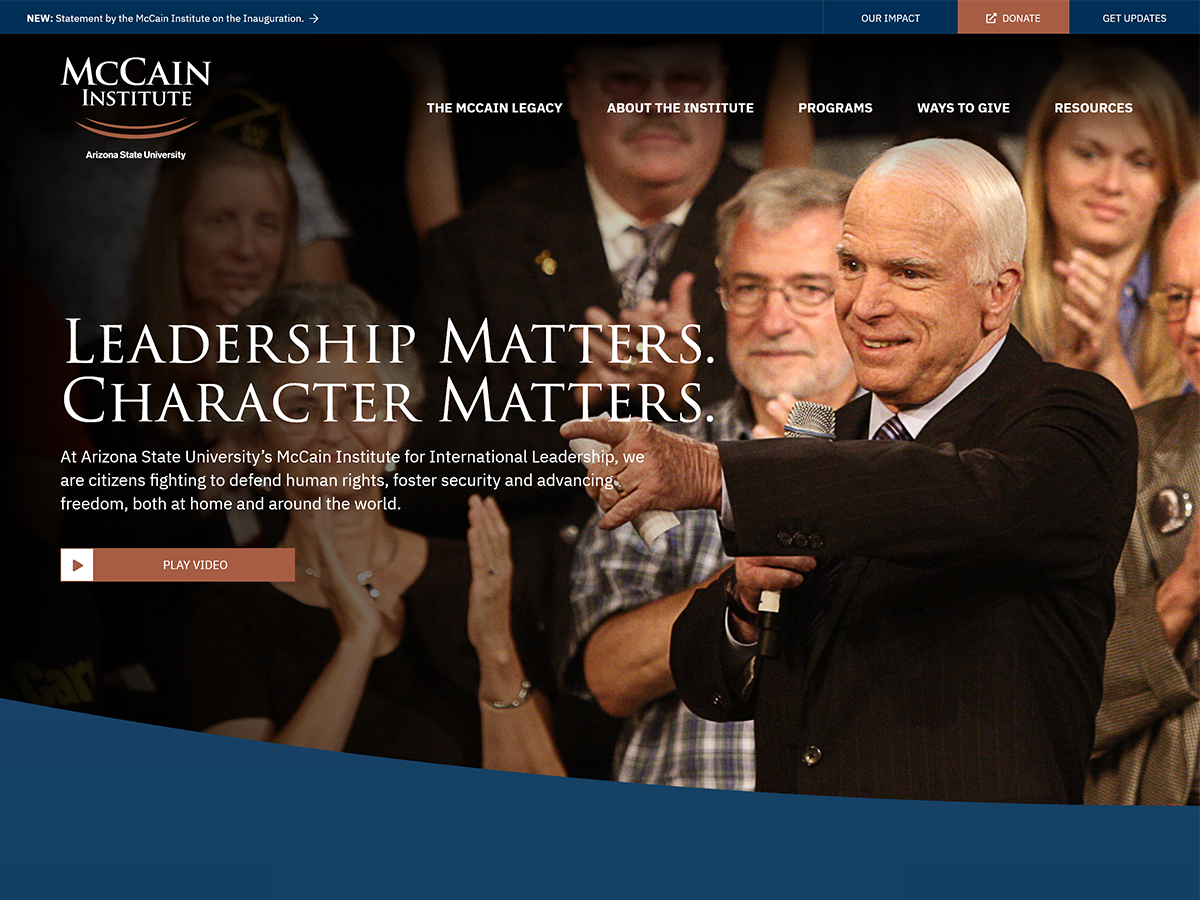 NEW: Statement by the McCain Institute on the Inauguration. →
OUR IMPACT
DONATE
GET UPDATES
MCCAIN
INSTITUTE
Arizona State University
THE MCCAIN LEGACY
ABOUT THE INSTITUTE
PROGRAMS
WAYS TO GIVE
RESOURCES
LEADERSHIP MATTERS.
CHARACTER MATTERS.
At Arizona State University’s McCain Institute for International Leadership, we
are citizens fighting to defend human rights, foster security and advancing
freedom, both at home and around the world.
PLAY VIDEO